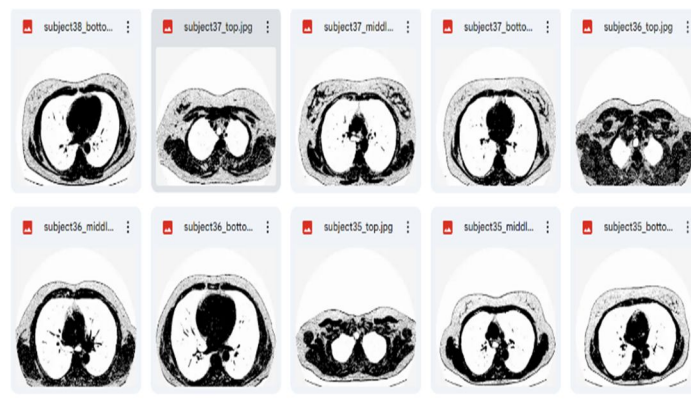 subject38_botto...
subject37_top.jpg
subject37_middl...
subject37_botto...
subject36_top.jpg
subject36_middl...
subject36_botto...
subject35_top.jpg
subject35_middl...
subject35_botto...